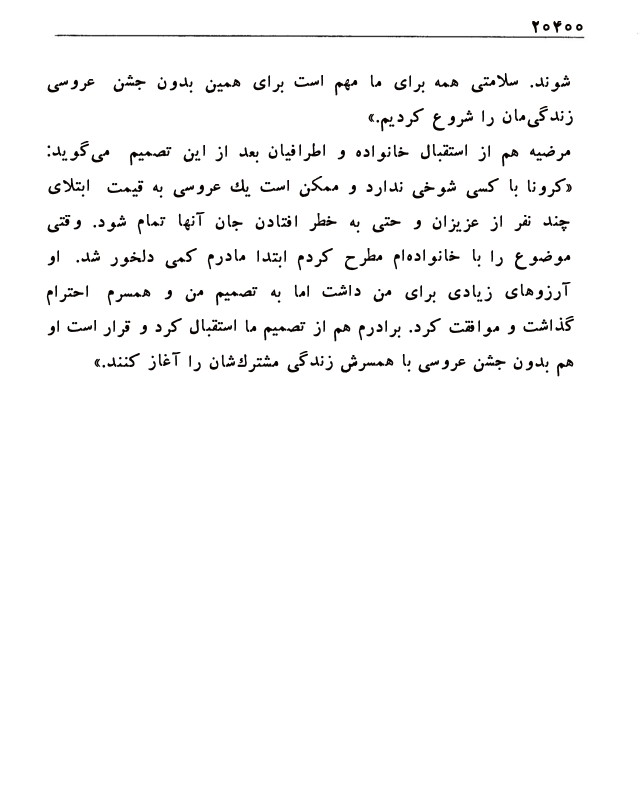 ۲۰۴۰۰
شوند. سلامتی همه برای ما مهم است برای همین بدون جشن عروسی
زندگی‌مان را شروع کردیم.»
مرضیه هم از استقبال خانواده و اطرافیان بعد از این تصمیم می‌گوید:
«کرونا با کسی شوخی ندارد و ممکن است یك عروسی به قیمت ابتلای
چند نفر از عزیزان و حتی به خطر افتادن جان آنها تمام شود. وقتی
موضوع را با خانواده‌ام مطرح کردم ابتدا مادرم کمی دلخور شد. او
آرزوهای زیادی برای من داشت اما به تصمیم من و همسرم احترام
گذاشت و موافقت کرد. برادرم هم از تصمیم ما استقبال کرد و قرار است او
هم بدون جشن عروسی با همسرش زندگی مشترك‌شان را آغاز کنند.»